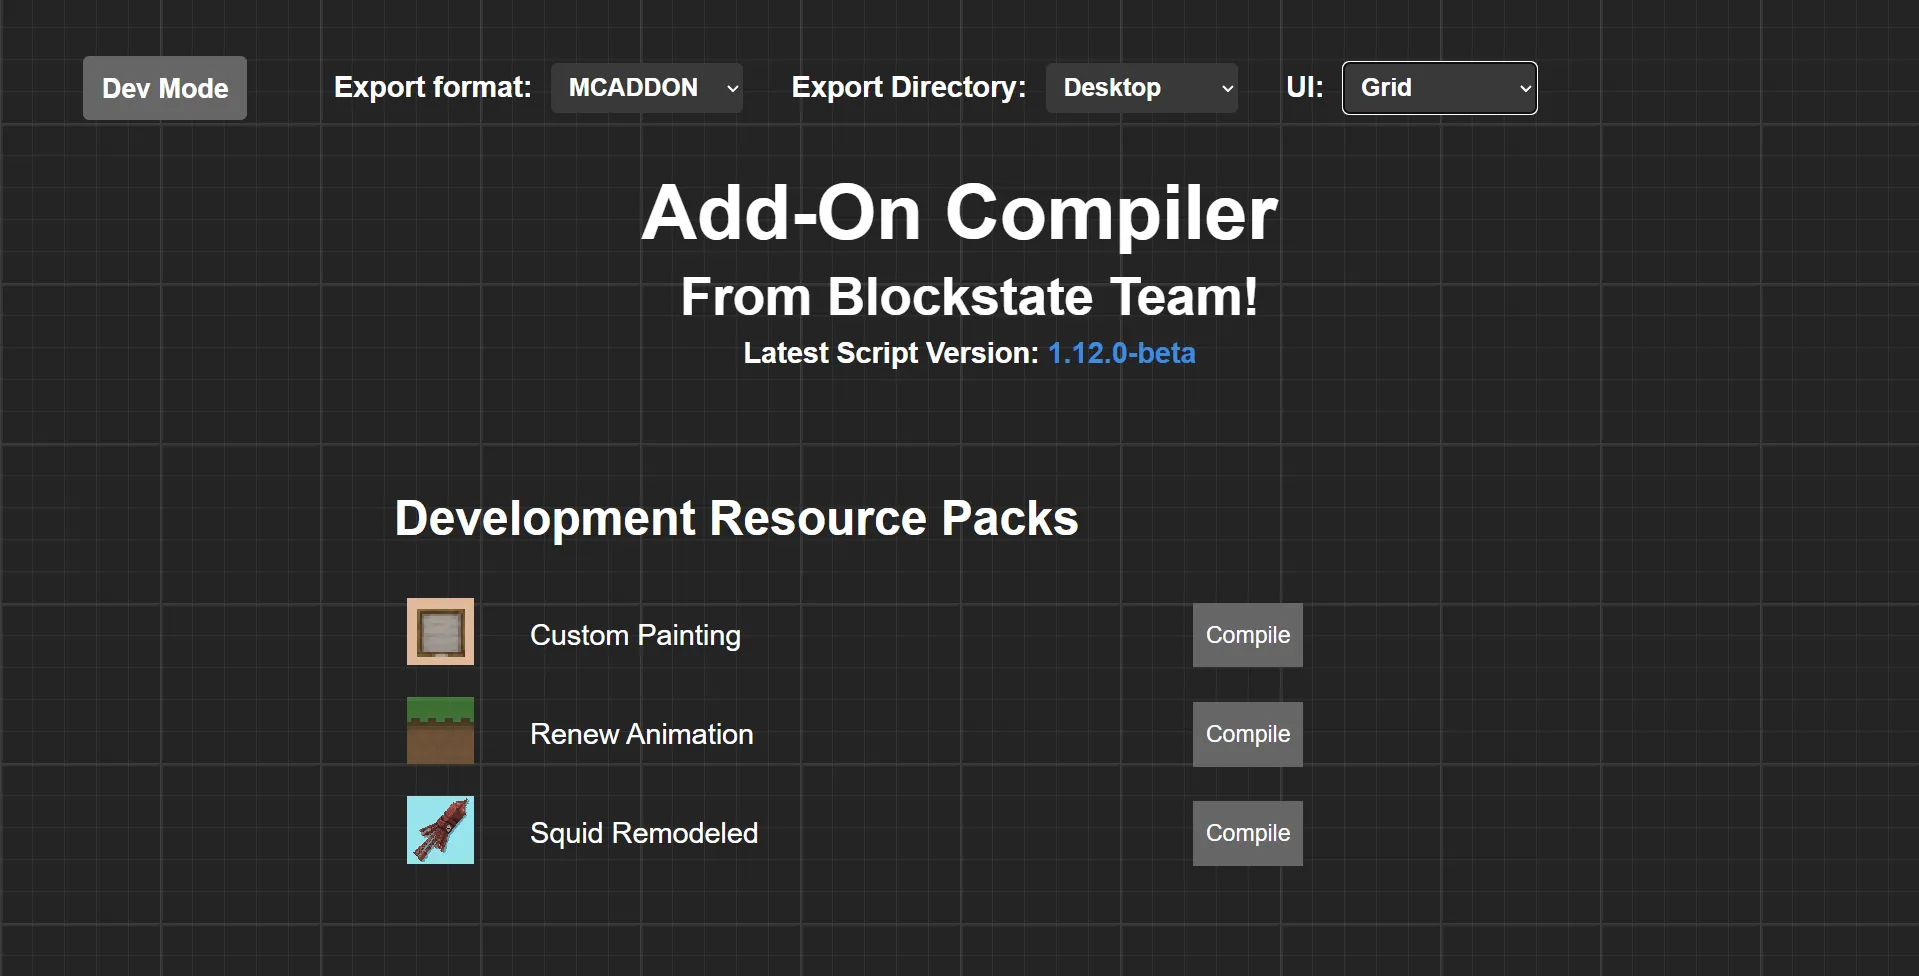 Dev Mode
Export format: MCADDON Export Directory: Desktop UI: Grid
Add-On Compiler
From Blockstate Team!
Latest Script Version: 1.12.0-beta
Development Resource Packs
Custom Painting Compile
Renew Animation Compile
Squid Remodeled Compile